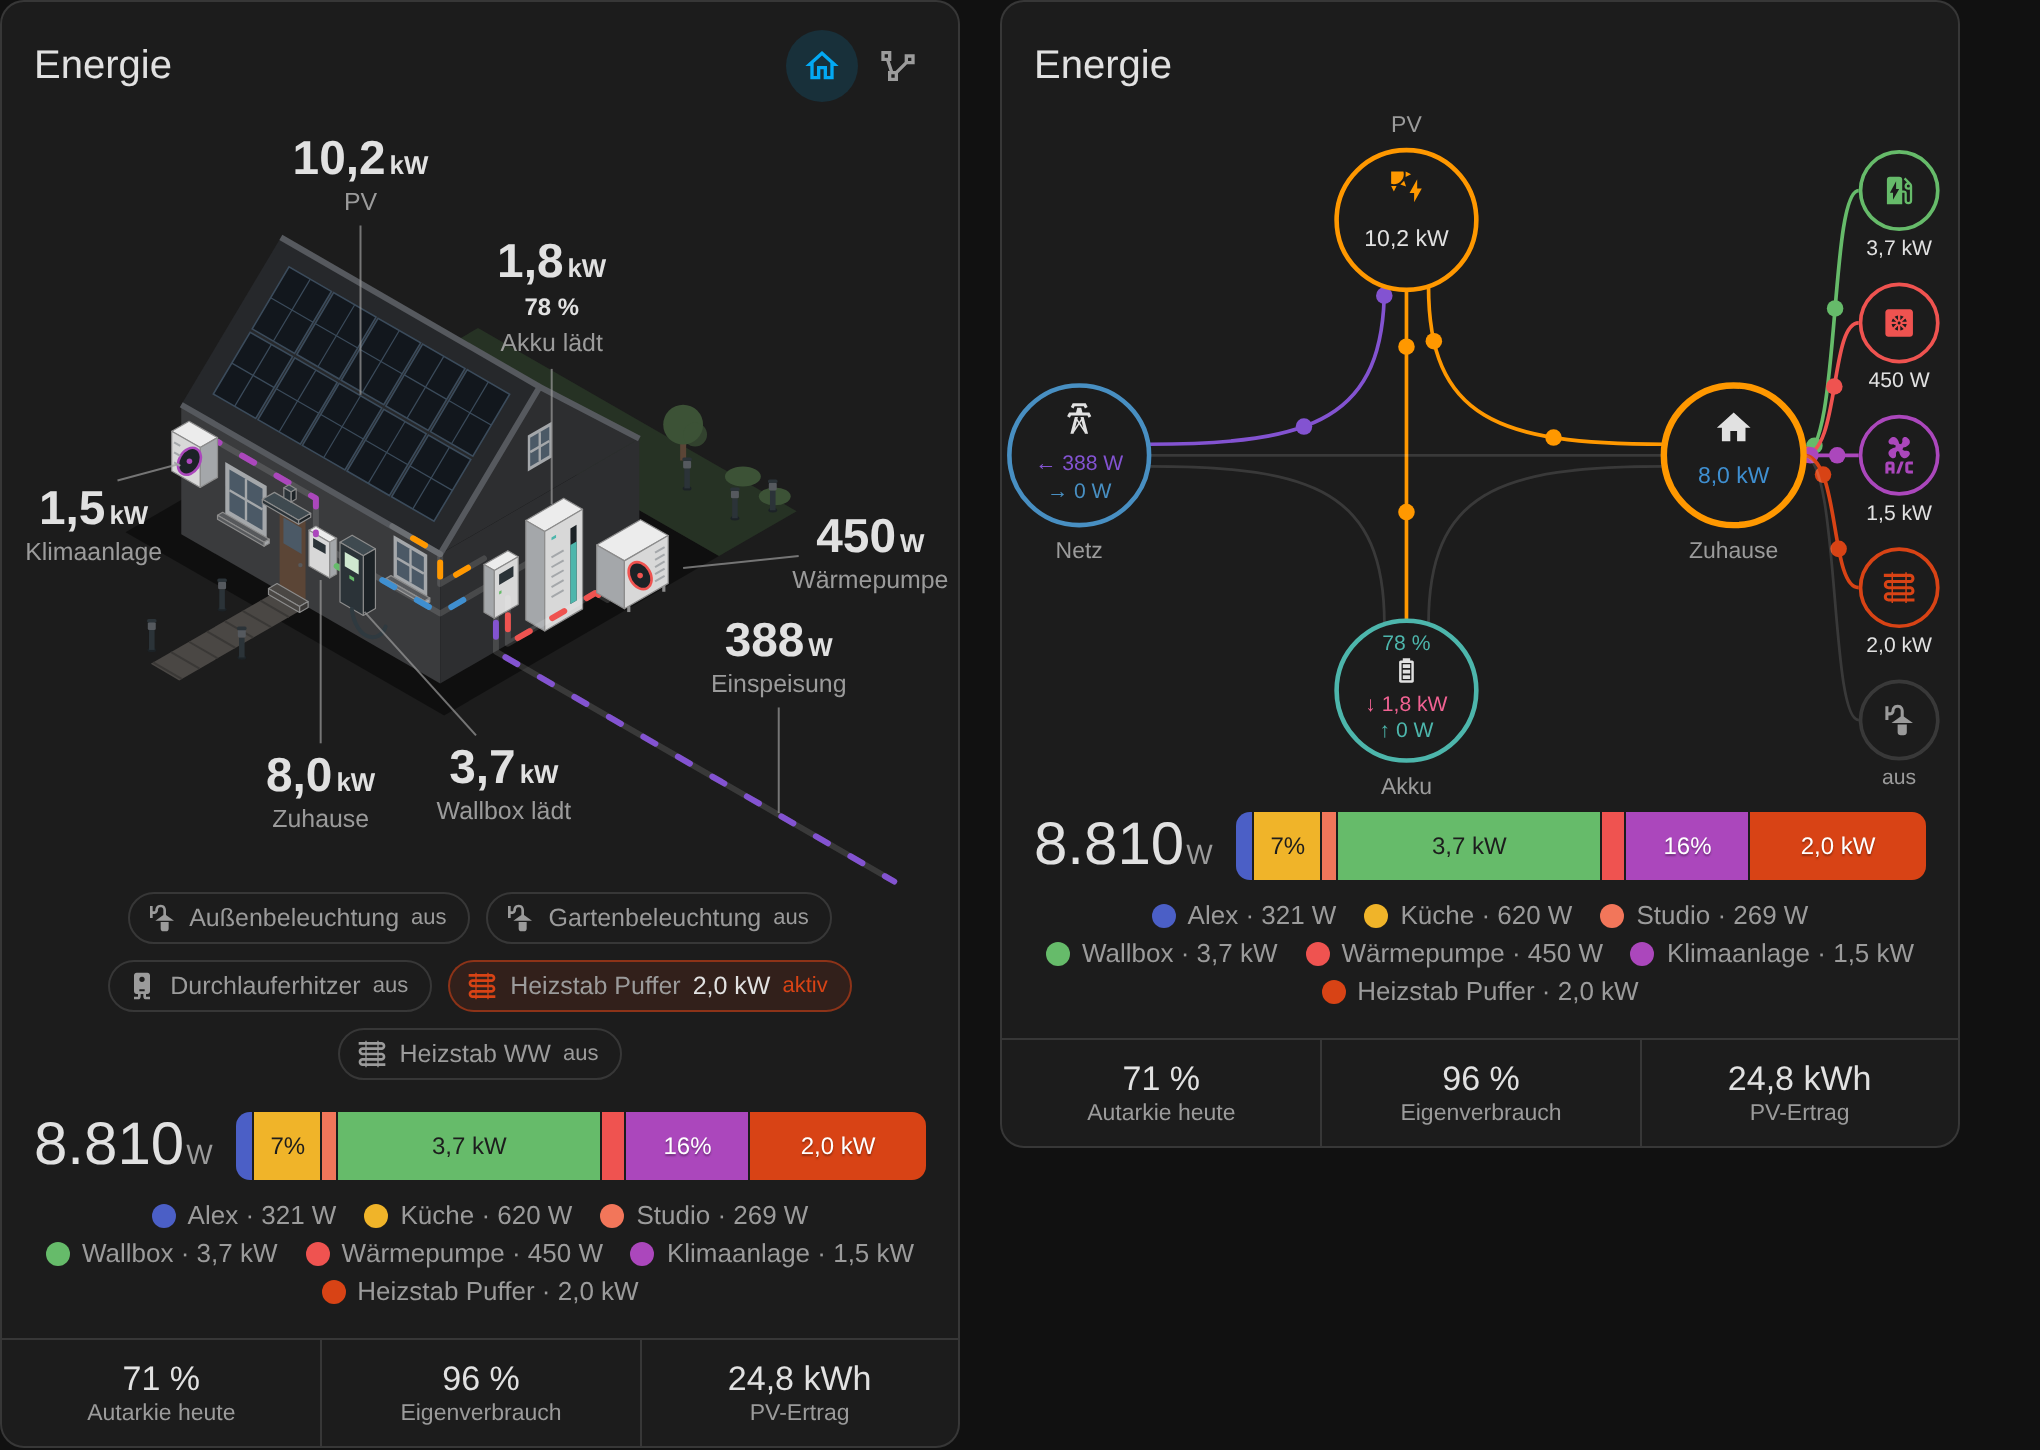 Energie
10,2 kW
PV
1,8 kW
78 %
Akku lädt
1,5 kW
Klimaanlage
450 W
Wärmepumpe
388 W
Einspeisung
8,0 kW
Zuhause
3,7 kW
Wallbox lädt
Außenbeleuchtung aus
Gartenbeleuchtung aus
Durchlauferhitzer aus
Heizstab Puffer 2,0 kW aktiv
Heizstab WW aus
8.810 W
7% 3,7 kW 16% 2,0 kW
Alex · 321 W Küche · 620 W Studio · 269 W
Wallbox · 3,7 kW Wärmepumpe · 450 W Klimaanlage · 1,5 kW
Heizstab Puffer · 2,0 kW
71 % 96 % 24,8 kWh
Autarkie heute Eigenverbrauch PV-Ertrag
Energie
PV
10,2 kW
3,7 kW
450 W
← 388 W
→ 0 W
Netz
8,0 kW
Zuhause
A/C
1,5 kW
2,0 kW
78 %
↓ 1,8 kW
↑ 0 W
Akku
aus
8.810 W
7% 3,7 kW 16% 2,0 kW
Alex · 321 W Küche · 620 W Studio · 269 W
Wallbox · 3,7 kW Wärmepumpe · 450 W Klimaanlage · 1,5 kW
Heizstab Puffer · 2,0 kW
71 % 96 % 24,8 kWh
Autarkie heute Eigenverbrauch PV-Ertrag